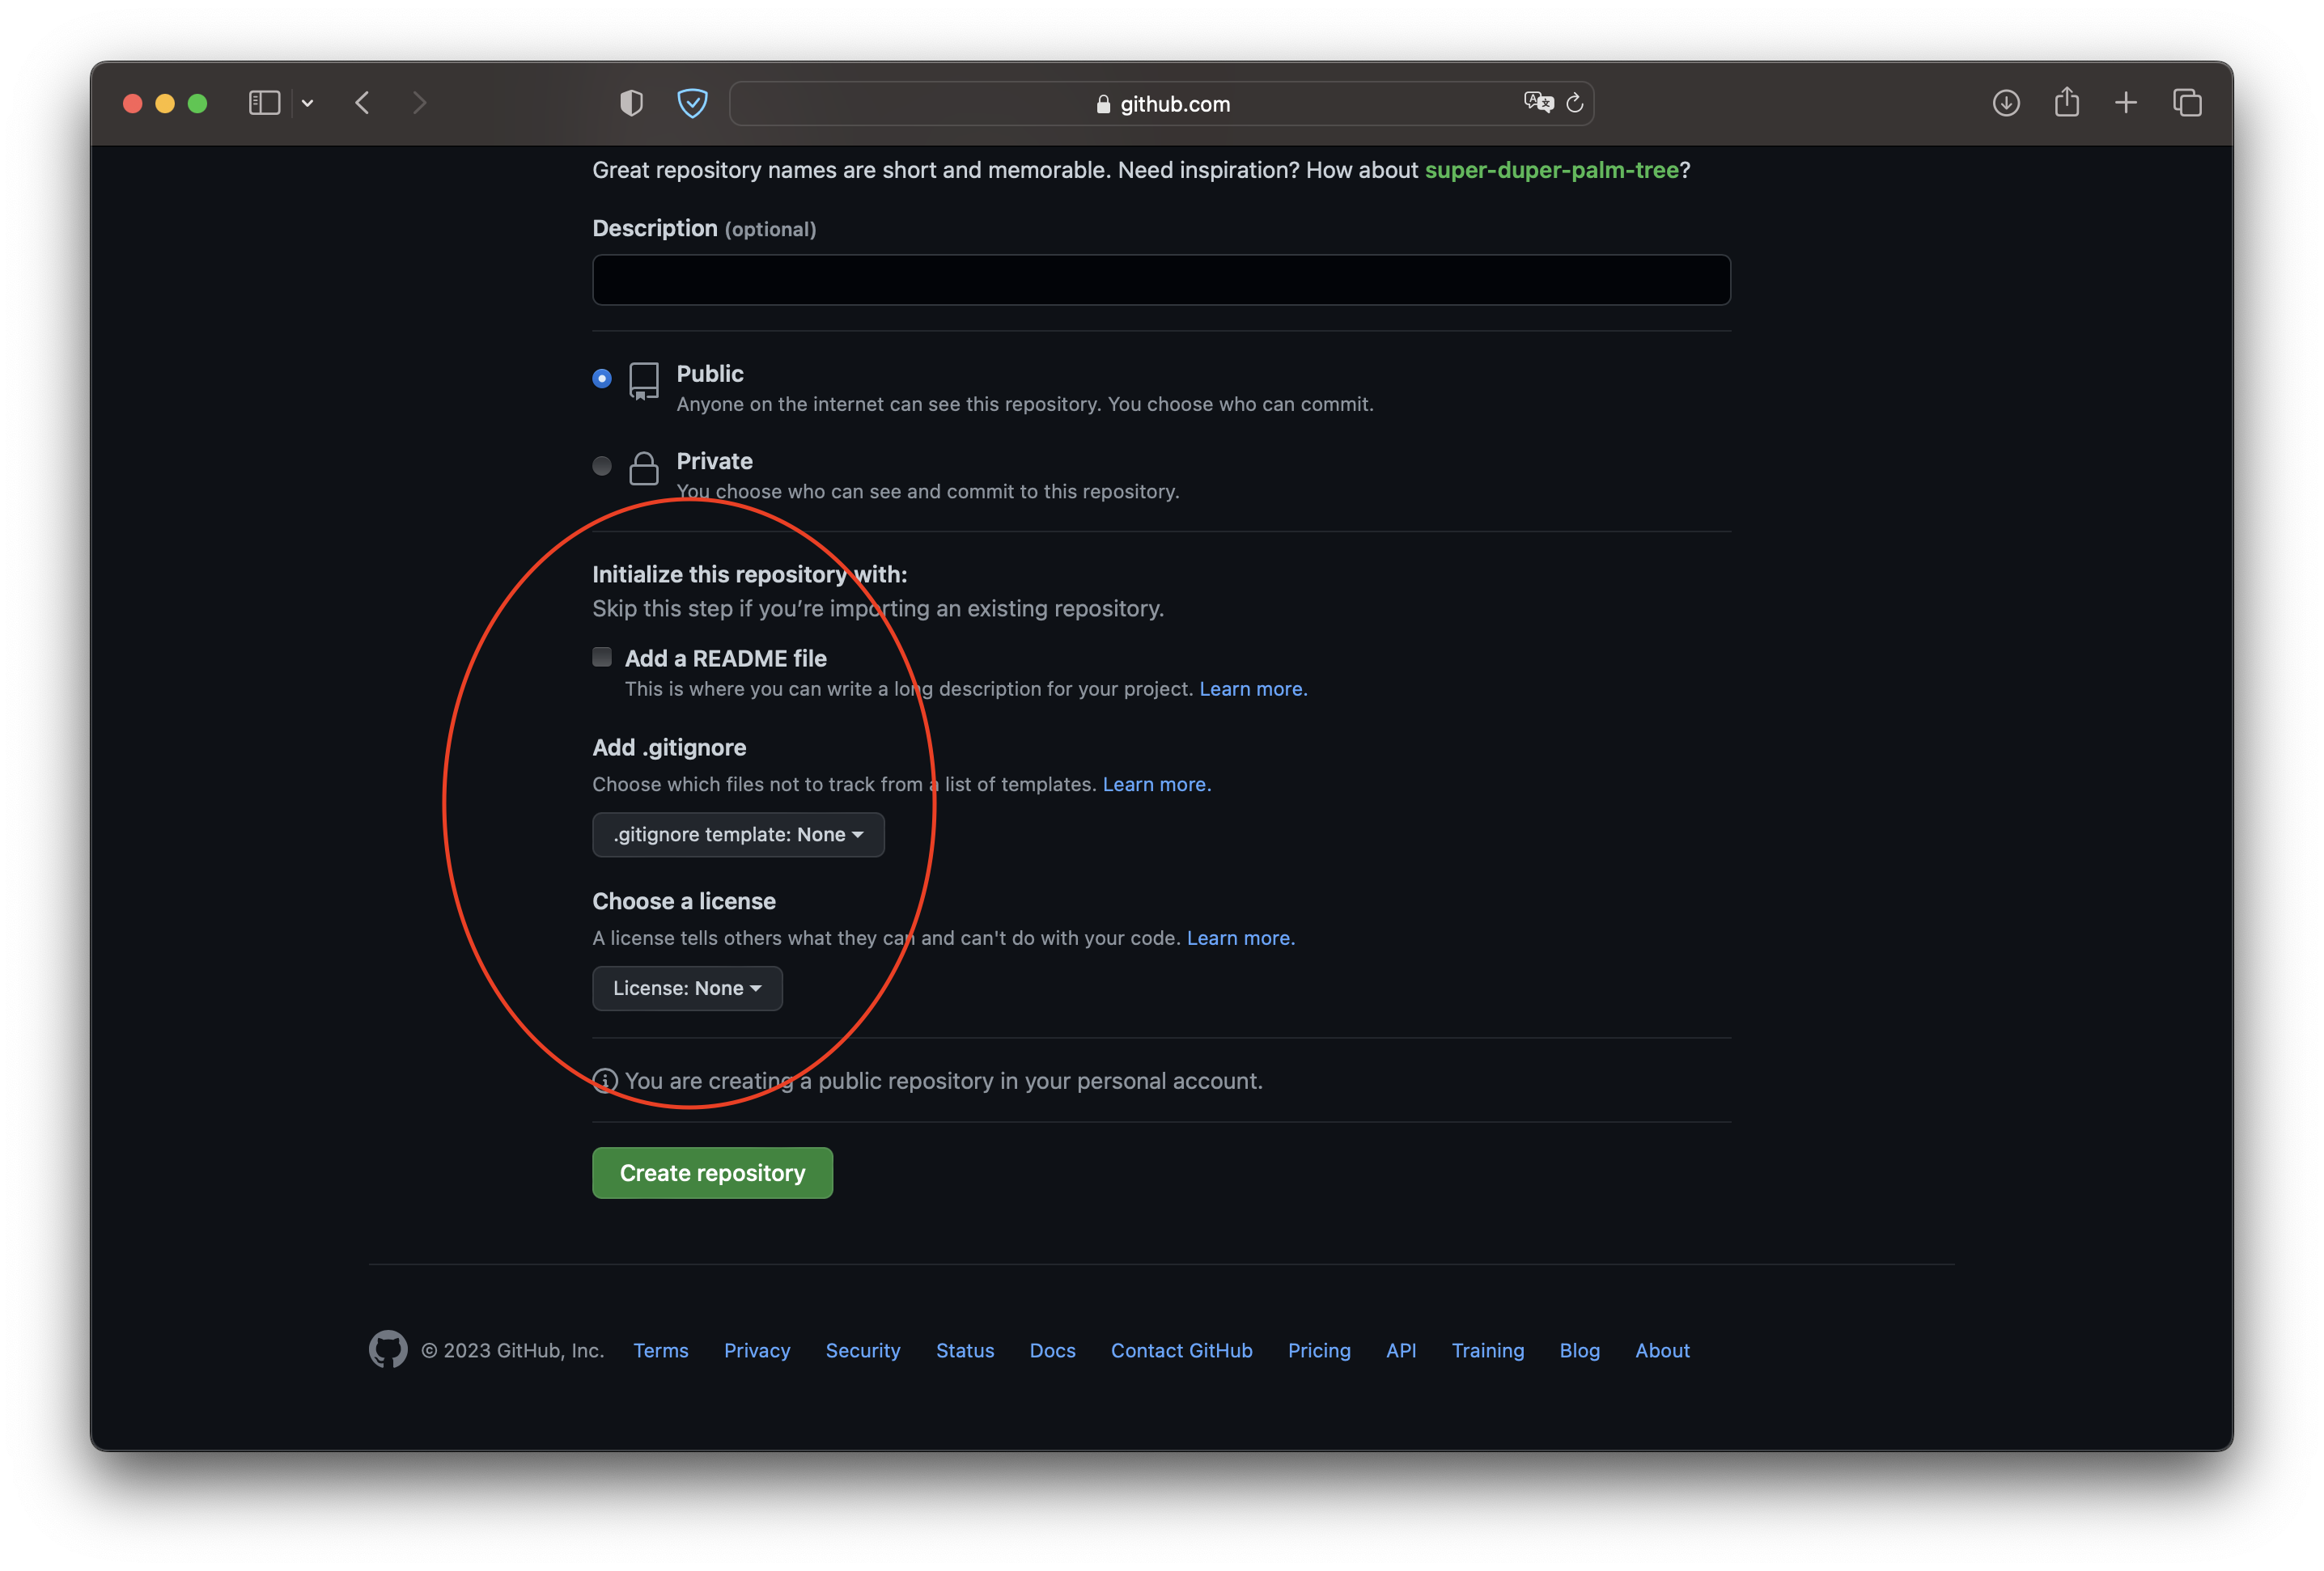 github.com
Great repository names are short and memorable. Need inspiration? How about super-duper-palm-tree?
Description (optional)
Public
Anyone on the internet can see this repository. You choose who can commit.
Private
You choose who can see and commit to this repository.
Initialize this repository with:
Skip this step if you’re importing an existing repository.
Add a README file
This is where you can write a long description for your project. Learn more.
Add .gitignore
Choose which files not to track from a list of templates. Learn more.
.gitignore template: None
Choose a license
A license tells others what they can and can't do with your code. Learn more.
License: None
You are creating a public repository in your personal account.
Create repository
© 2023 GitHub, Inc. Terms Privacy Security Status Docs Contact GitHub Pricing API Training Blog About